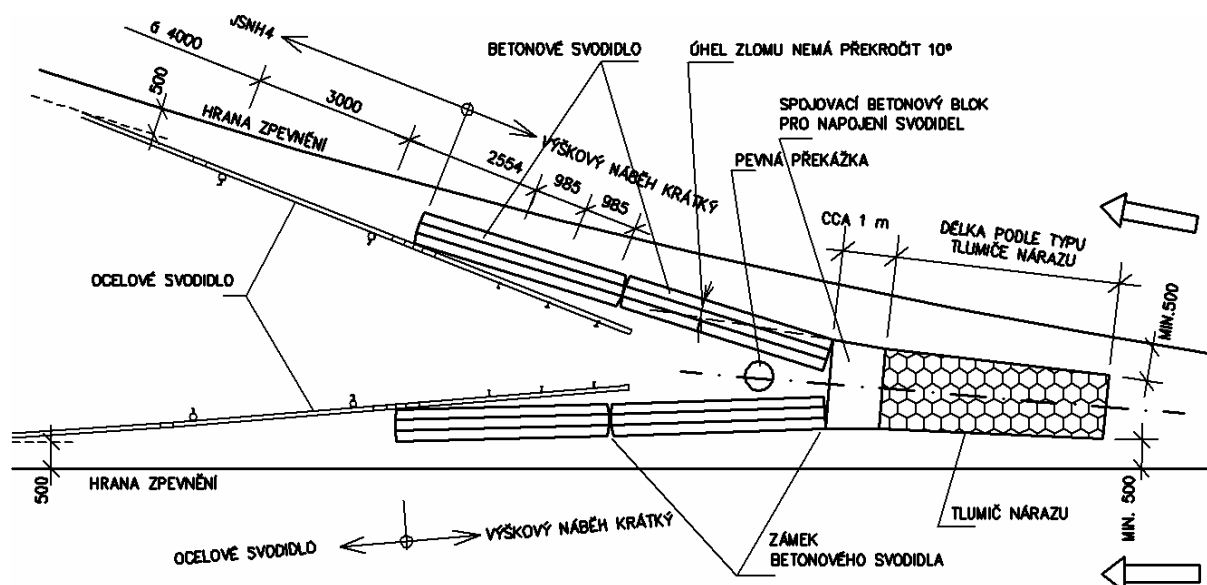 JSNH4
6 4000
BETONOVÉ SVODIDLO
ÚHEL ZLOMU NEMÁ PŘEKROČIT 10°
500
3000
HRANA ZPEVNĚNÍ
SPOJOVACÍ BETONOVÝ BLOK
PRO NAPOJENÍ SVODIDEL
VÝŠKOVÝ NÁBĚH KRÁTKÝ
2554
985
985
PEVNÁ PŘEKÁŽKA
CCA 1 m
DÉLKA PODLE TYPU
TLUMIČE NÁRAZU
OCELOVÉ SVODIDLO
MIN.500
500
HRANA ZPEVNĚNÍ
MIN. 500
TLUMIČ NÁRAZU
OCELOVÉ SVODIDLO
VÝŠKOVÝ NÁBĚH KRÁTKÝ
ZÁMEK
BETONOVÉHO SVODIDLA